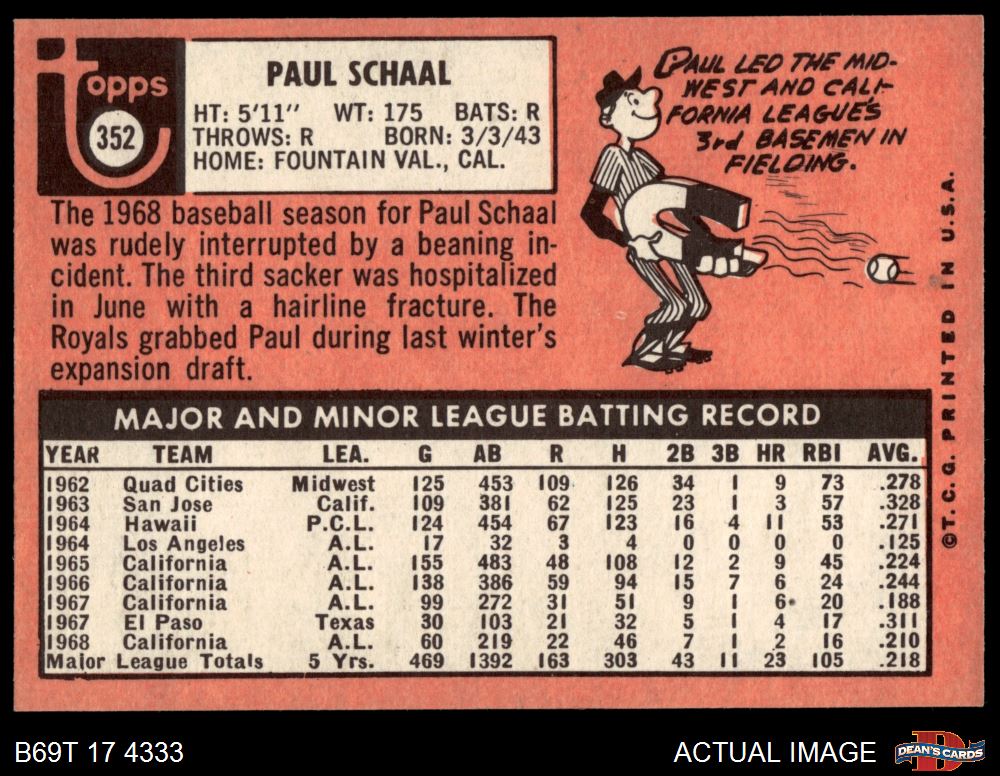 Topps
352
PAUL SCHAAL
HT: 5'11" WT: 175 BATS: R
THROWS: R BORN: 3/3/43
HOME: FOUNTAIN VAL., CAL.
PAUL LED THE MID-
WEST AND CALI-
FORNIA LEAGUE'S
3rd BASEMEN IN
FIELDING.
The 1968 baseball season for Paul Schaal
was rudely interrupted by a beaning in-
cident. The third sacker was hospitalized
in June with a hairline fracture. The
Royals grabbed Paul during last winter's
expansion draft.
MAJOR AND MINOR LEAGUE BATTING RECORD
YEAR TEAM LEA. G AB R H 2B 3B HR RBI AVG.
1962 Quad Cities Midwest 125 453 109 126 34 1 9 73 .278
1963 San Jose Calif. 109 381 62 125 23 1 3 57 .328
1964 Hawaii P.C.L. 124 454 67 123 16 4 11 53 .271
1964 Los Angeles A.L. 17 32 3 4 0 0 0 0 .125
1965 California A.L. 155 483 48 108 12 2 9 45 .224
1966 California A.L. 138 386 59 94 15 7 6 24 .244
1967 California A.L. 99 272 31 51 9 1 6 20 .188
1967 El Paso Texas 30 103 21 32 5 1 4 17 .311
1968 California A.L. 60 219 22 46 7 1 2 16 .210
Major League Totals 5 Yrs. 469 1392 163 303 43 11 23 105 .218
©T. C. G. PRINTED IN U.S.A.
B69T 17 4333
ACTUAL IMAGE
D
DEAN'S CARDS